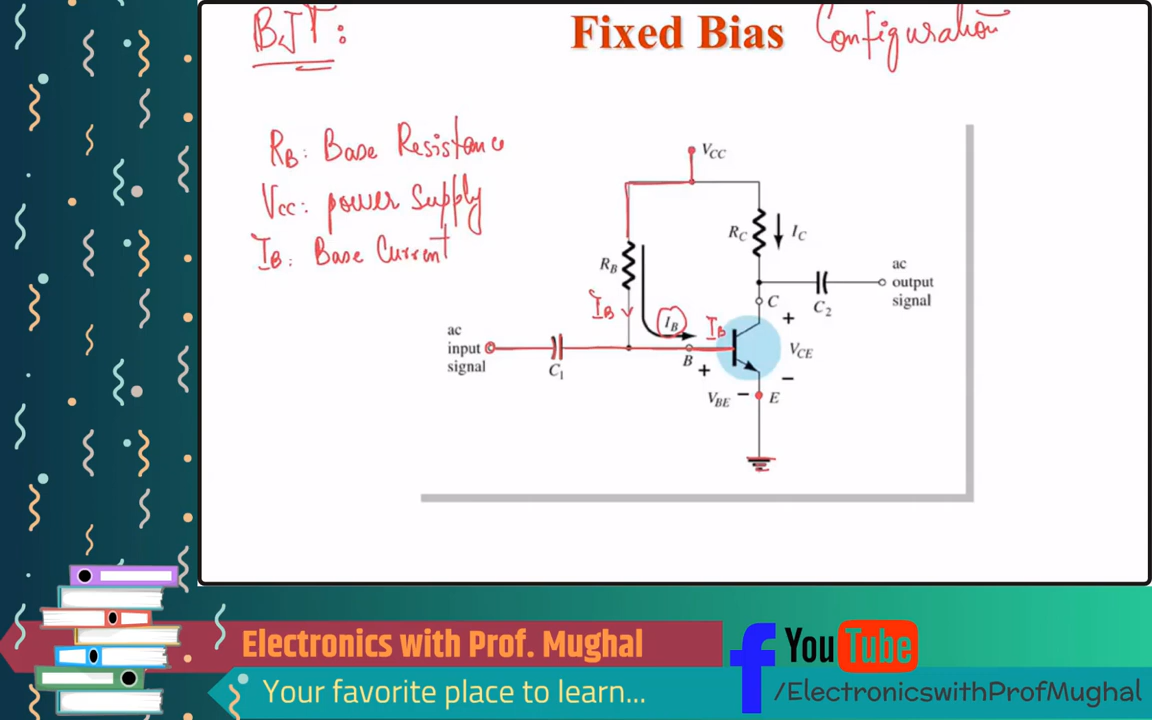 BJT:
Fixed Bias Configuration
RB: Base Resistance
VCC: power Supply
IB: Base Current
VCC
RC
IC
RB
IB
IB
IB
ac
output
signal
C
C2
+
ac
input
signal
C1
B
+
VCE
−
VBE − E
Electronics with Prof. Mughal
Your favorite place to learn...
YouTube
/ElectronicswithProfMughal